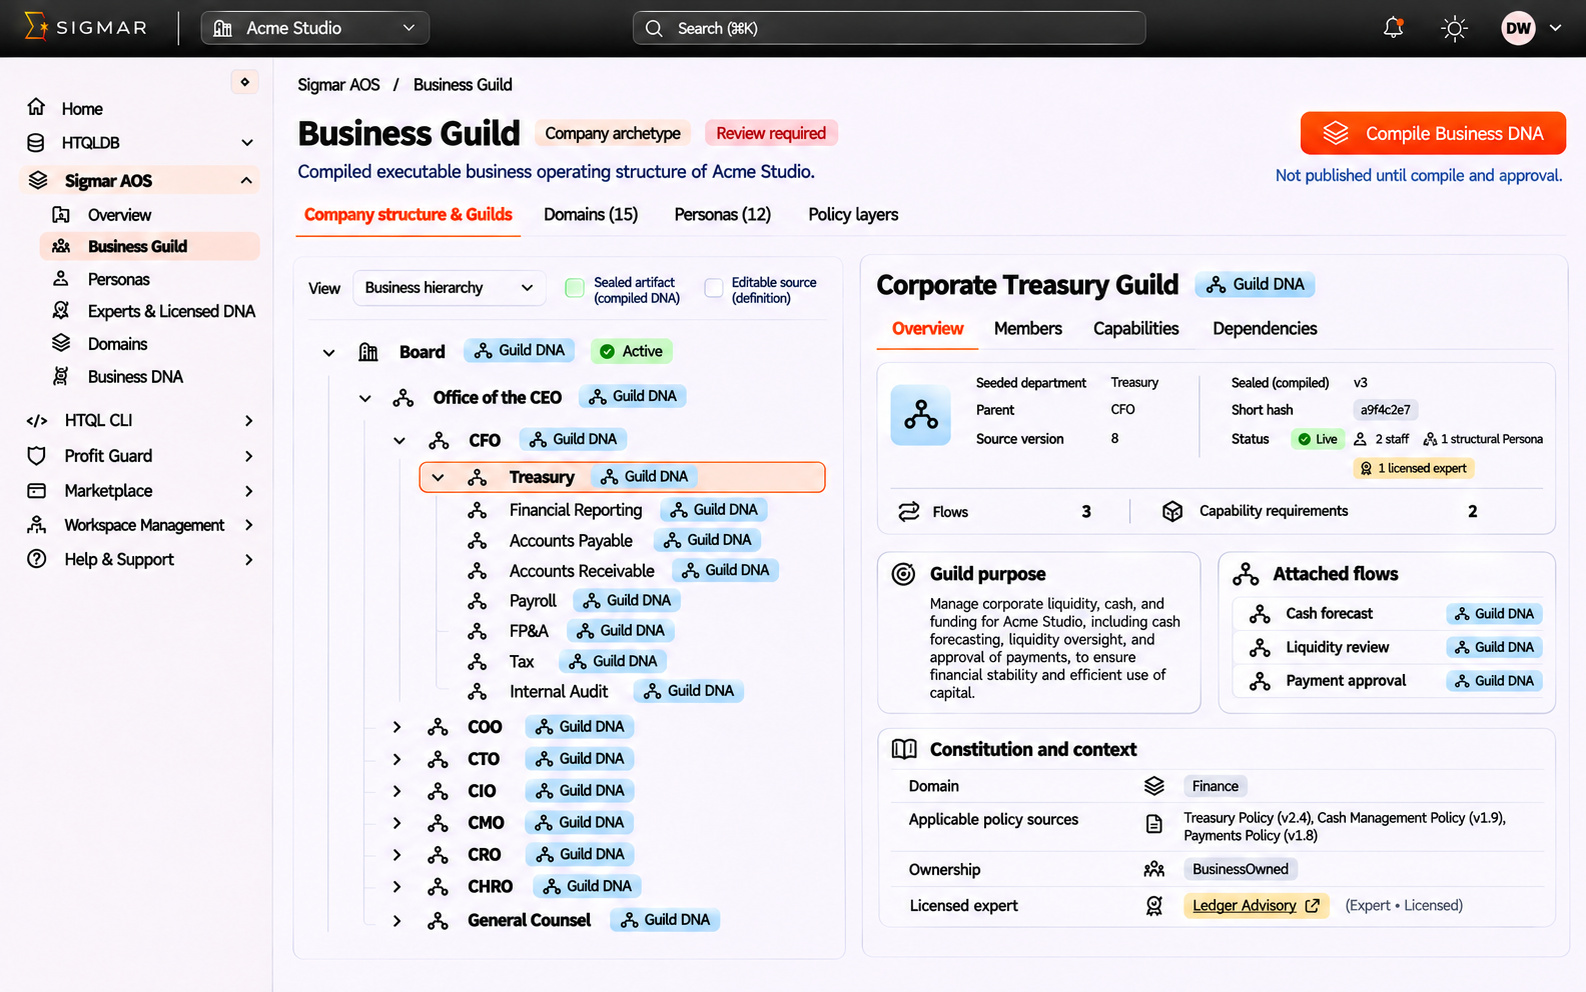 SIGMAR
Acme Studio
Search (⌘K)
DW
Home
HTQLDB
Sigmar AOS
Overview
Business Guild
Personas
Experts & Licensed DNA
Domains
Business DNA
HTQL CLI
Profit Guard
Marketplace
Workspace Management
Help & Support
Sigmar AOS / Business Guild
Business Guild Company archetype Review required
Compiled executable business operating structure of Acme Studio.
Compile Business DNA
Not published until compile and approval.
Company structure & Guilds Domains (15) Personas (12) Policy layers
View Business hierarchy
Sealed artifact
(compiled DNA)
Editable source
(definition)
Board Guild DNA Active
Office of the CEO Guild DNA
CFO Guild DNA
Treasury Guild DNA
Financial Reporting Guild DNA
Accounts Payable Guild DNA
Accounts Receivable Guild DNA
Payroll Guild DNA
FP&A Guild DNA
Tax Guild DNA
Internal Audit Guild DNA
COO Guild DNA
CTO Guild DNA
CIO Guild DNA
CMO Guild DNA
CRO Guild DNA
CHRO Guild DNA
General Counsel Guild DNA
Corporate Treasury Guild Guild DNA
Overview Members Capabilities Dependencies
Seeded department Treasury
Parent CFO
Source version 8
Sealed (compiled) v3
Short hash a9f4c2e7
Status Live 2 staff 1 structural Persona
1 licensed expert
Flows 3
Capability requirements 2
Guild purpose
Manage corporate liquidity, cash, and
funding for Acme Studio, including cash
forecasting, liquidity oversight, and
approval of payments, to ensure
financial stability and efficient use of
capital.
Attached flows
Cash forecast Guild DNA
Liquidity review Guild DNA
Payment approval Guild DNA
Constitution and context
Domain Finance
Applicable policy sources Treasury Policy (v2.4), Cash Management Policy (v1.9),
Payments Policy (v1.8)
Ownership BusinessOwned
Licensed expert Ledger Advisory (Expert • Licensed)